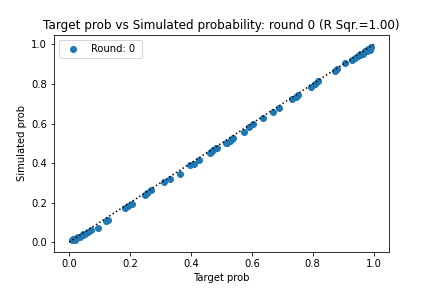 Target prob vs Simulated probability: round 0 (R Sqr.=1.00)
Round: 0
Simulated prob
1.0
0.8
0.6
0.4
0.2
0.0
0.0 0.2 0.4 0.6 0.8 1.0
Target prob